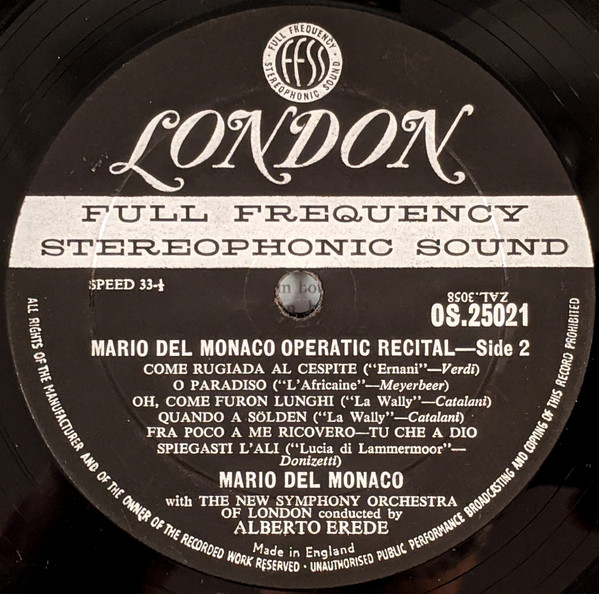 FULL FREQUENCY
FFSS
STEREOPHONIC SOUND
LONDON
FULL FREQUENCY
STEREOPHONIC SOUND
SPEED 33-⅓
ZAL.3058
OS.25021
MARIO DEL MONACO OPERATIC RECITAL—Side 2
COME RUGIADA AL CESPITE ("Ernani"—Verdi)
O PARADISO ("L'Africaine"—Meyerbeer)
OH, COME FURON LUNGHI ("La Wally"—Catalani)
QUANDO A SÖLDEN ("La Wally"—Catalani)
FRA POCO A ME RICOVERO—TU CHE A DIO
SPIEGASTI L'ALI ("Lucia di Lammermoor"—
Donizetti)
MARIO DEL MONACO
with THE NEW SYMPHONY ORCHESTRA
OF LONDON conducted by
ALBERTO EREDE
Made in England
ALL RIGHTS OF THE MANUFACTURER AND OF THE OWNER OF THE RECORDED WORK RESERVED · UNAUTHORISED PUBLIC PERFORMANCE BROADCASTING AND COPYING OF THIS RECORD PROHIBITED